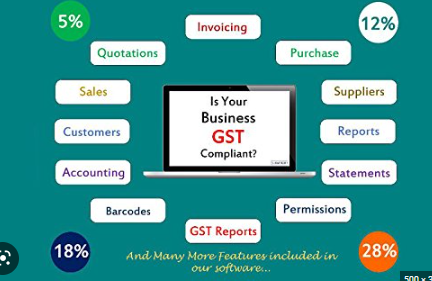 5%
Invoicing
12%
Quotations
Purchase
Sales
Suppliers
Is Your
Business
GST
Compliant?
Customers
Reports
Accounting
Statements
Barcodes
Permissions
GST Reports
18%
28%
And Many More Features included in
our software...